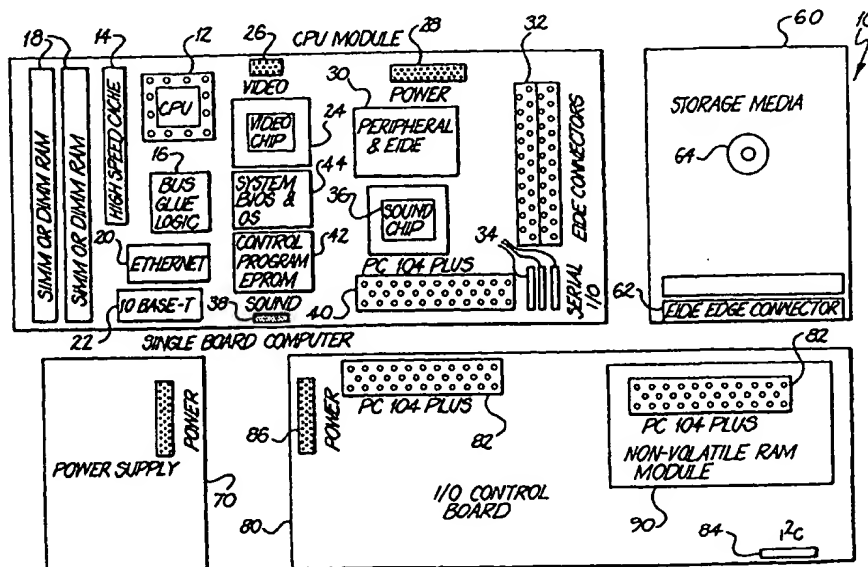 18
14
12
26
CPU MODULE
28
32
60
10
SIMM OR DIMM RAM
SIMM OR DIMM RAM
HIGH SPEED CACHE
CPU
VIDEO
POWER
30
VIDEO CHIP
24
PERIPHERAL & EIDE
EIDE CONNECTORS
STORAGE MEDIA
64
16
BUS GLUE LOGIC
SYSTEM BIOS & OS
44
36
SOUND CHIP
20
ETHERNET
CONTROL PROGRAM EPROM
42
34
PC 104 PLUS
SERIAL I/O
22
10 BASE-T
38
SOUND
40
62
EIDE EDGE CONNECTOR
SINGLE BOARD COMPUTER
POWER
POWER SUPPLY
70
86
POWER
PC 104 PLUS
82
I/O CONTROL BOARD
80
82
PC 104 PLUS
NON-VOLATILE RAM MODULE
90
84
I²C